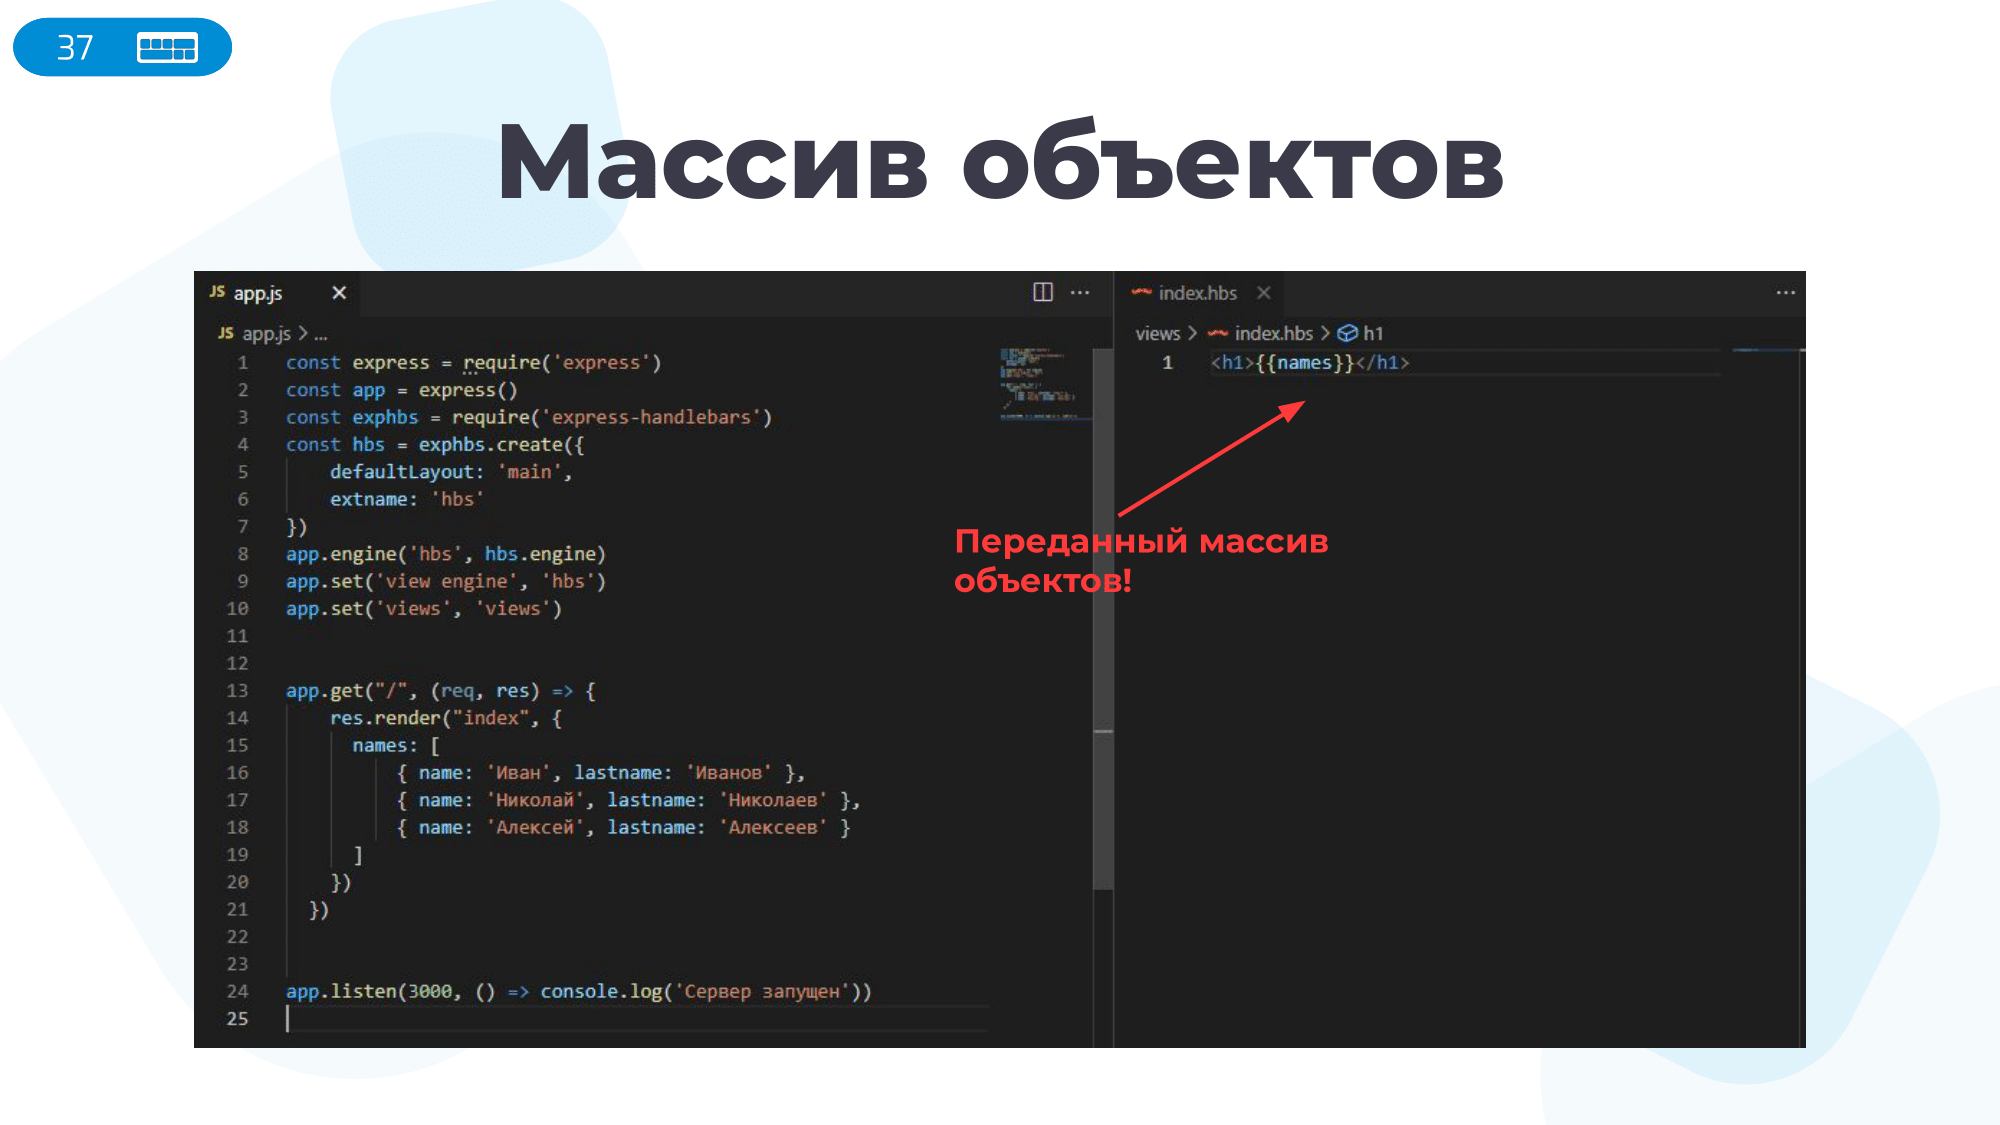 37
Массив объектов
JS app.js
JS app.js > ...
1 const express = require('express')
2 const app = express()
3 const exphbs = require('express-handlebars')
4 const hbs = exphbs.create({
5 defaultLayout: 'main',
6 extname: 'hbs'
7 })
8 app.engine('hbs', hbs.engine)
9 app.set('view engine', 'hbs')
10 app.set('views', 'views')
11
12
13 app.get("/", (req, res) => {
14 res.render("index", {
15 names: [
16 { name: 'Иван', lastname: 'Иванов' },
17 { name: 'Николай', lastname: 'Николаев' },
18 { name: 'Алексей', lastname: 'Алексеев' }
19 ]
20 })
21 })
22
23
24 app.listen(3000, () => console.log('Сервер запущен'))
25
index.hbs
views > index.hbs > h1
1 <h1>{{names}}</h1>
Переданный массив
объектов!